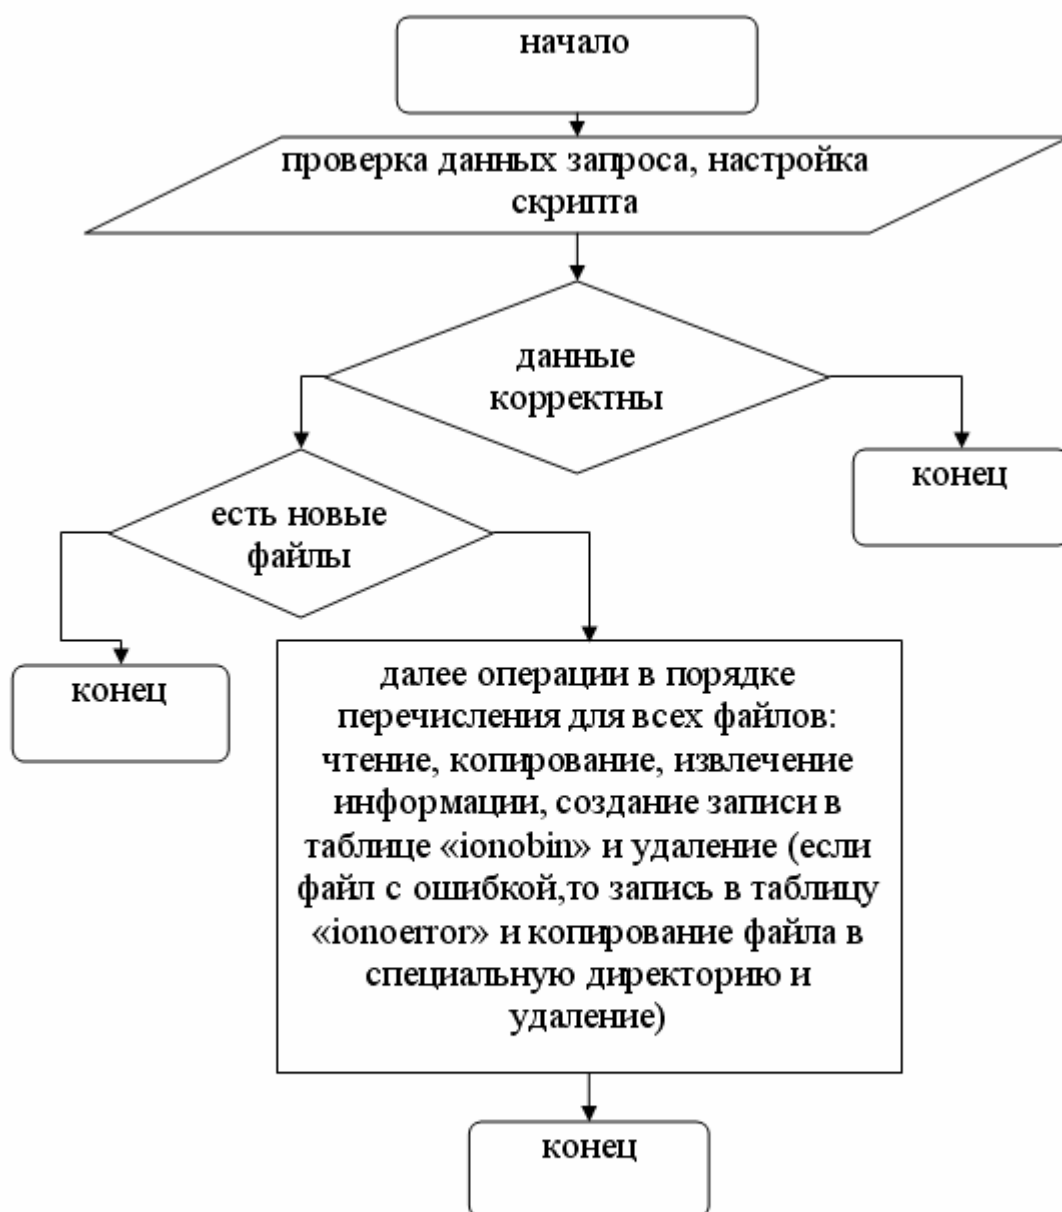 начало
проверка данных запроса, настройка
скрипта
данные
корректны
конец
есть новые
файлы
конец
далее операции в порядке
перечисления для всех файлов:
чтение, копирование, извлечение
информации, создание записи в
таблице «ionobin» и удаление (если
файл с ошибкой,то запись в таблицу
«ionoerror» и копирование файла в
специальную директорию и
удаление)
конец